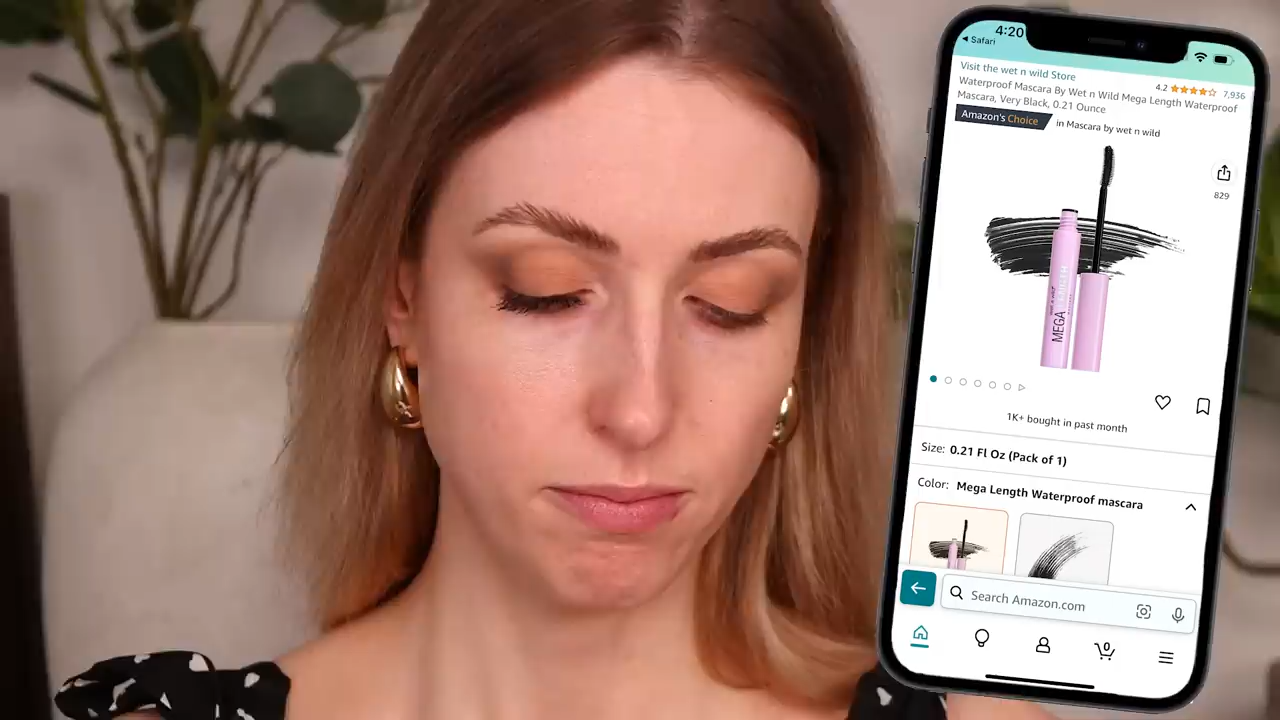 4:20
Safari
Visit the wet n wild Store
4.2
7,936
Waterproof Mascara By Wet n Wild Mega Length Waterproof
Mascara, Very Black, 0.21 Ounce
Amazon's Choice in Mascara by wet n wild
829
MEGA
1K+ bought in past month
Size: 0.21 Fl Oz (Pack of 1)
Color: Mega Length Waterproof mascara
Search Amazon.com
0